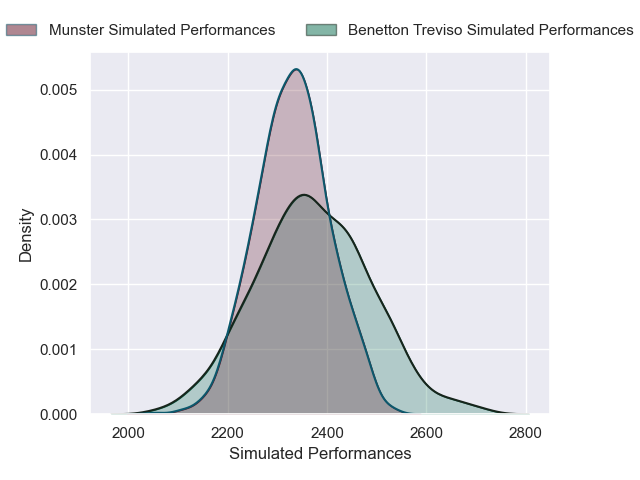 Munster Simulated Performances
Benetton Treviso Simulated Performances
0.005
0.004
0.003
0.002
0.001
0.000
Density
2000
2200
2400
2600
2800
Simulated Performances